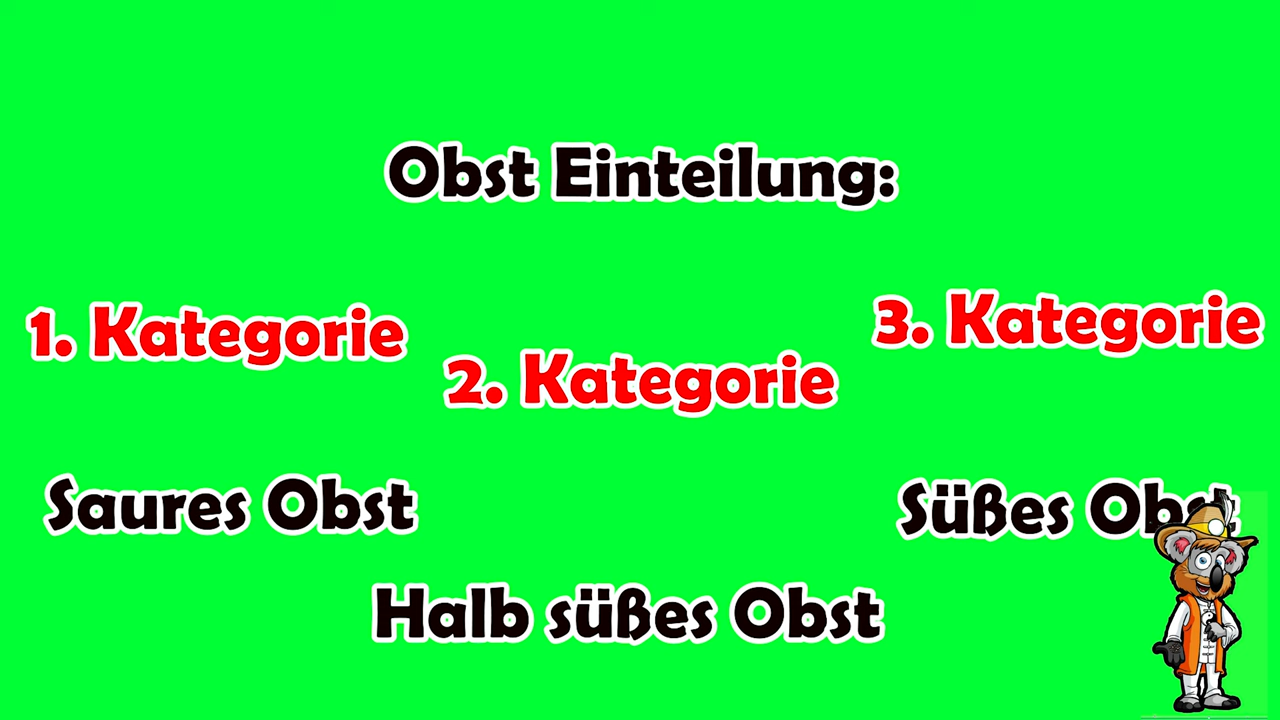 Obst Einteilung:
1. Kategorie
2. Kategorie
3. Kategorie
Saures Obst
Halb süßes Obst
Süßes Obst